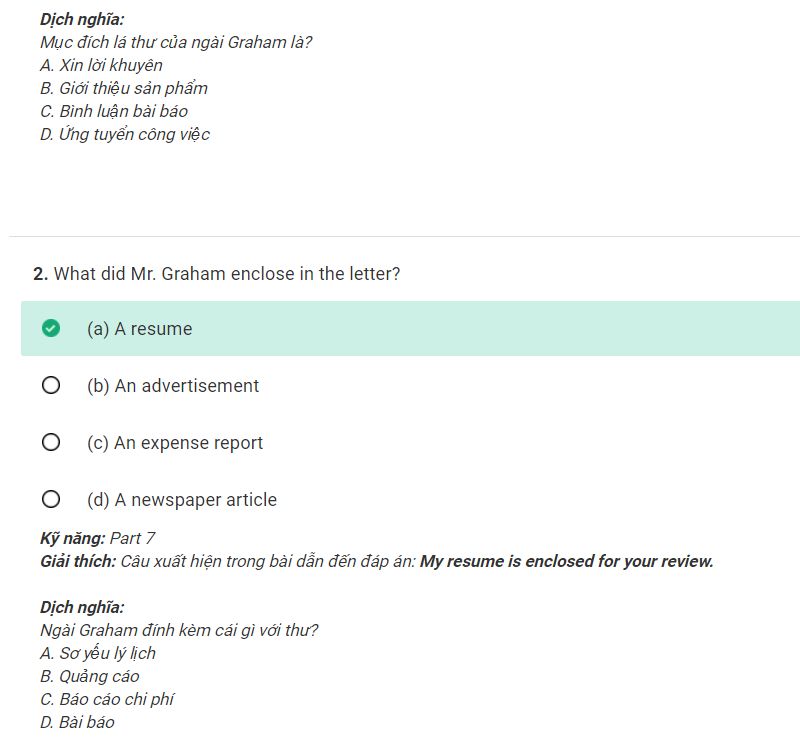 Dịch nghĩa:
Mục đích lá thư của ngài Graham là?
A. Xin lời khuyên
B. Giới thiệu sản phẩm
C. Bình luận bài báo
D. Ứng tuyển công việc
2. What did Mr. Graham enclose in the letter?
(a) A resume
(b) An advertisement
(c) An expense report
(d) A newspaper article
Kỹ năng: Part 7
Giải thích: Câu xuất hiện trong bài dẫn đến đáp án: My resume is enclosed for your review.
Dịch nghĩa:
Ngài Graham đính kèm cái gì với thư?
A. Sơ yếu lý lịch
B. Quảng cáo
C. Báo cáo chi phí
D. Bài báo